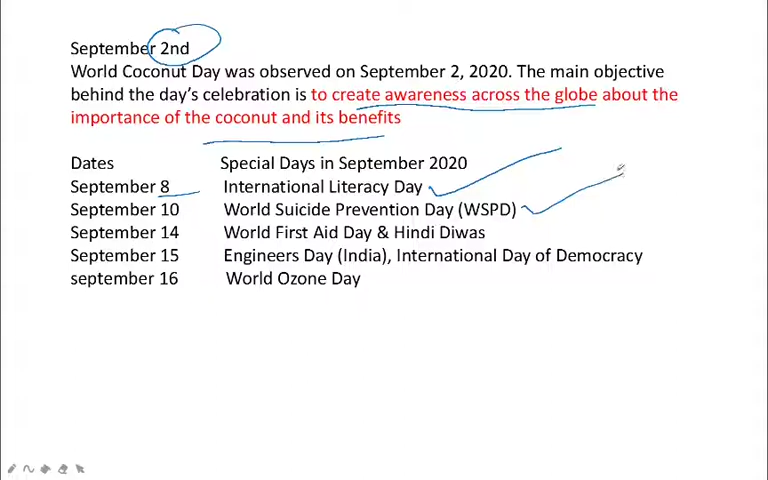 September 2nd
World Coconut Day was observed on September 2, 2020. The main objective
behind the day's celebration is to create awareness across the globe about the
importance of the coconut and its benefits
Dates Special Days in September 2020
September 8 International Literacy Day
September 10 World Suicide Prevention Day (WSPD)
September 14 World First Aid Day & Hindi Diwas
September 15 Engineers Day (India), International Day of Democracy
september 16 World Ozone Day